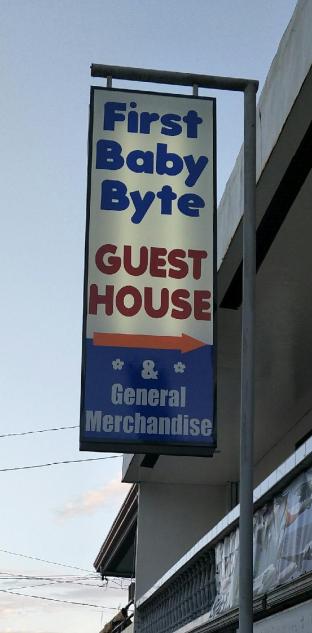 First
Baby
Byte
GUEST
HOUSE
&
General
Merchandise